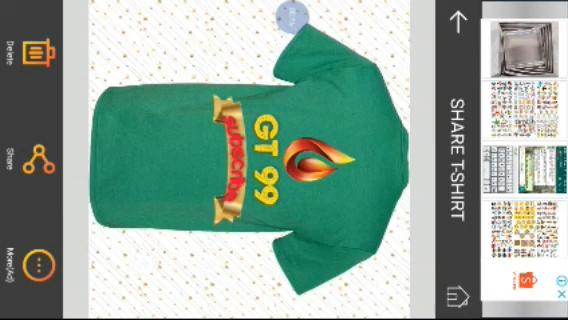 SHARE T-SHIRT
GT 99
subscribe
Delete
Share
More(Ad)